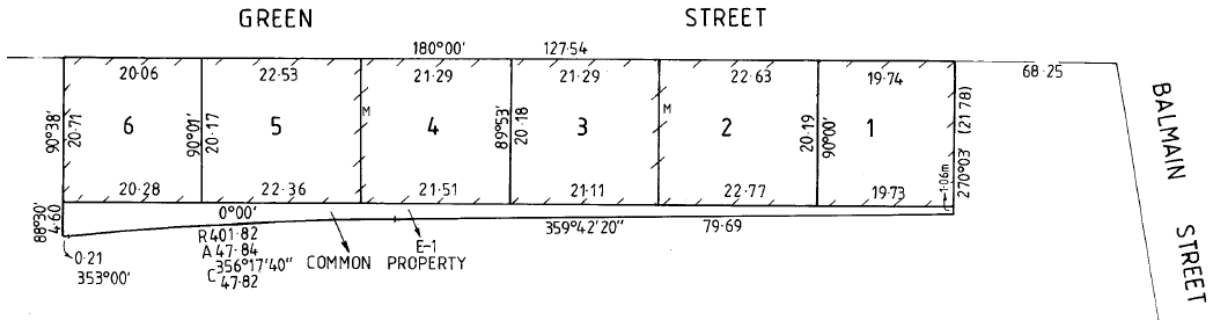 GREEN STREET
180°00' 127·54
20·06 22·53 21·29 21·29 22·63 19·74 68·25
90°38' 20·71 6 90°01' 20·17 5 M 4 89°53' 20·18 3 M 2 20·19 90°00' 1 270°03' (21 78)
20·28 22·36 21·51 21·11 22·77 19·73 1·06m
88°30' 4·60
0°00'
R 401·82
A 47·84
C 356°17'40"
47·82
0·21
353°00'
COMMON PROPERTY
E-1
359°42'20" 79·69
BALMAIN STREET